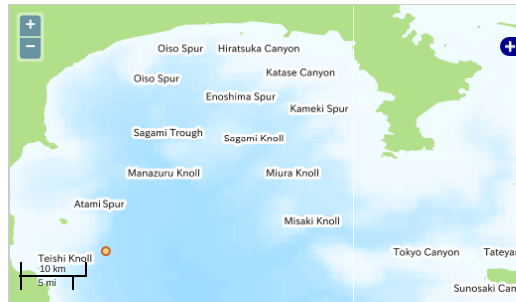 +
−
Oiso Spur
Hiratsuka Canyon
Oiso Spur
Katase Canyon
Enoshima Spur
Kameki Spur
Sagami Trough
Sagami Knoll
Manazuru Knoll
Miura Knoll
Atami Spur
Misaki Knoll
Teishi Knoll
Tokyo Canyon
Tateya
10 km
5 mi
Sunosaki Can